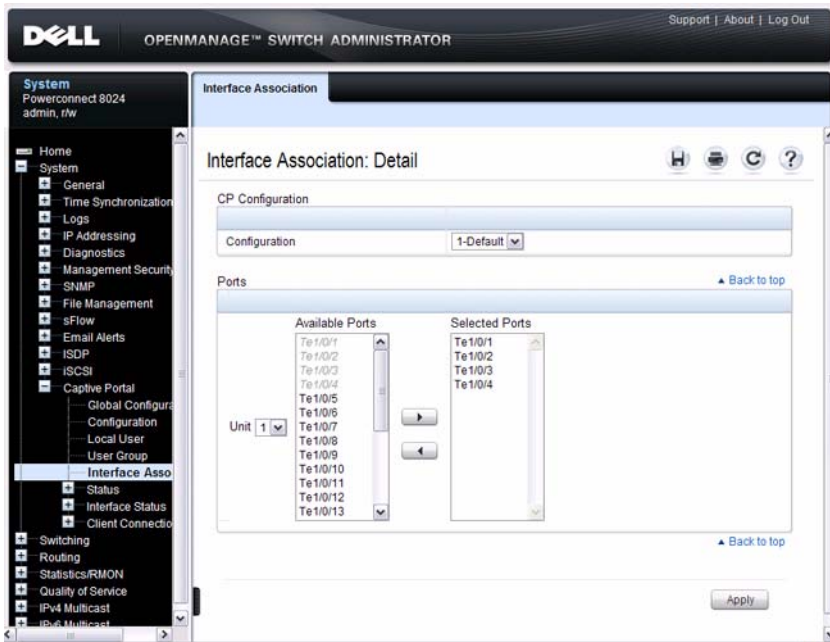 DELL
OPENMANAGE™ SWITCH ADMINISTRATOR
Support | About | Log Out
System
Powerconnect 8024
admin, r/w
Home
System
General
Time Synchronization
Logs
IP Addressing
Diagnostics
Management Security
SNMP
File Management
sFlow
Email Alerts
ISDP
iSCSI
Captive Portal
Global Configura
Configuration
Local User
User Group
Interface Asso
Status
Interface Status
Client Connectio
Switching
Routing
Statistics/RMON
Quality of Service
IPv4 Multicast
IPv6 Multicast
Interface Association
Interface Association: Detail
CP Configuration
Configuration
1-Default
Ports
Back to top
Available Ports
Te1/0/1
Te1/0/2
Te1/0/3
Te1/0/4
Te1/0/5
Te1/0/6
Te1/0/7
Te1/0/8
Te1/0/9
Te1/0/10
Te1/0/11
Te1/0/12
Te1/0/13
Unit 1
Selected Ports
Te1/0/1
Te1/0/2
Te1/0/3
Te1/0/4
Back to top
Apply